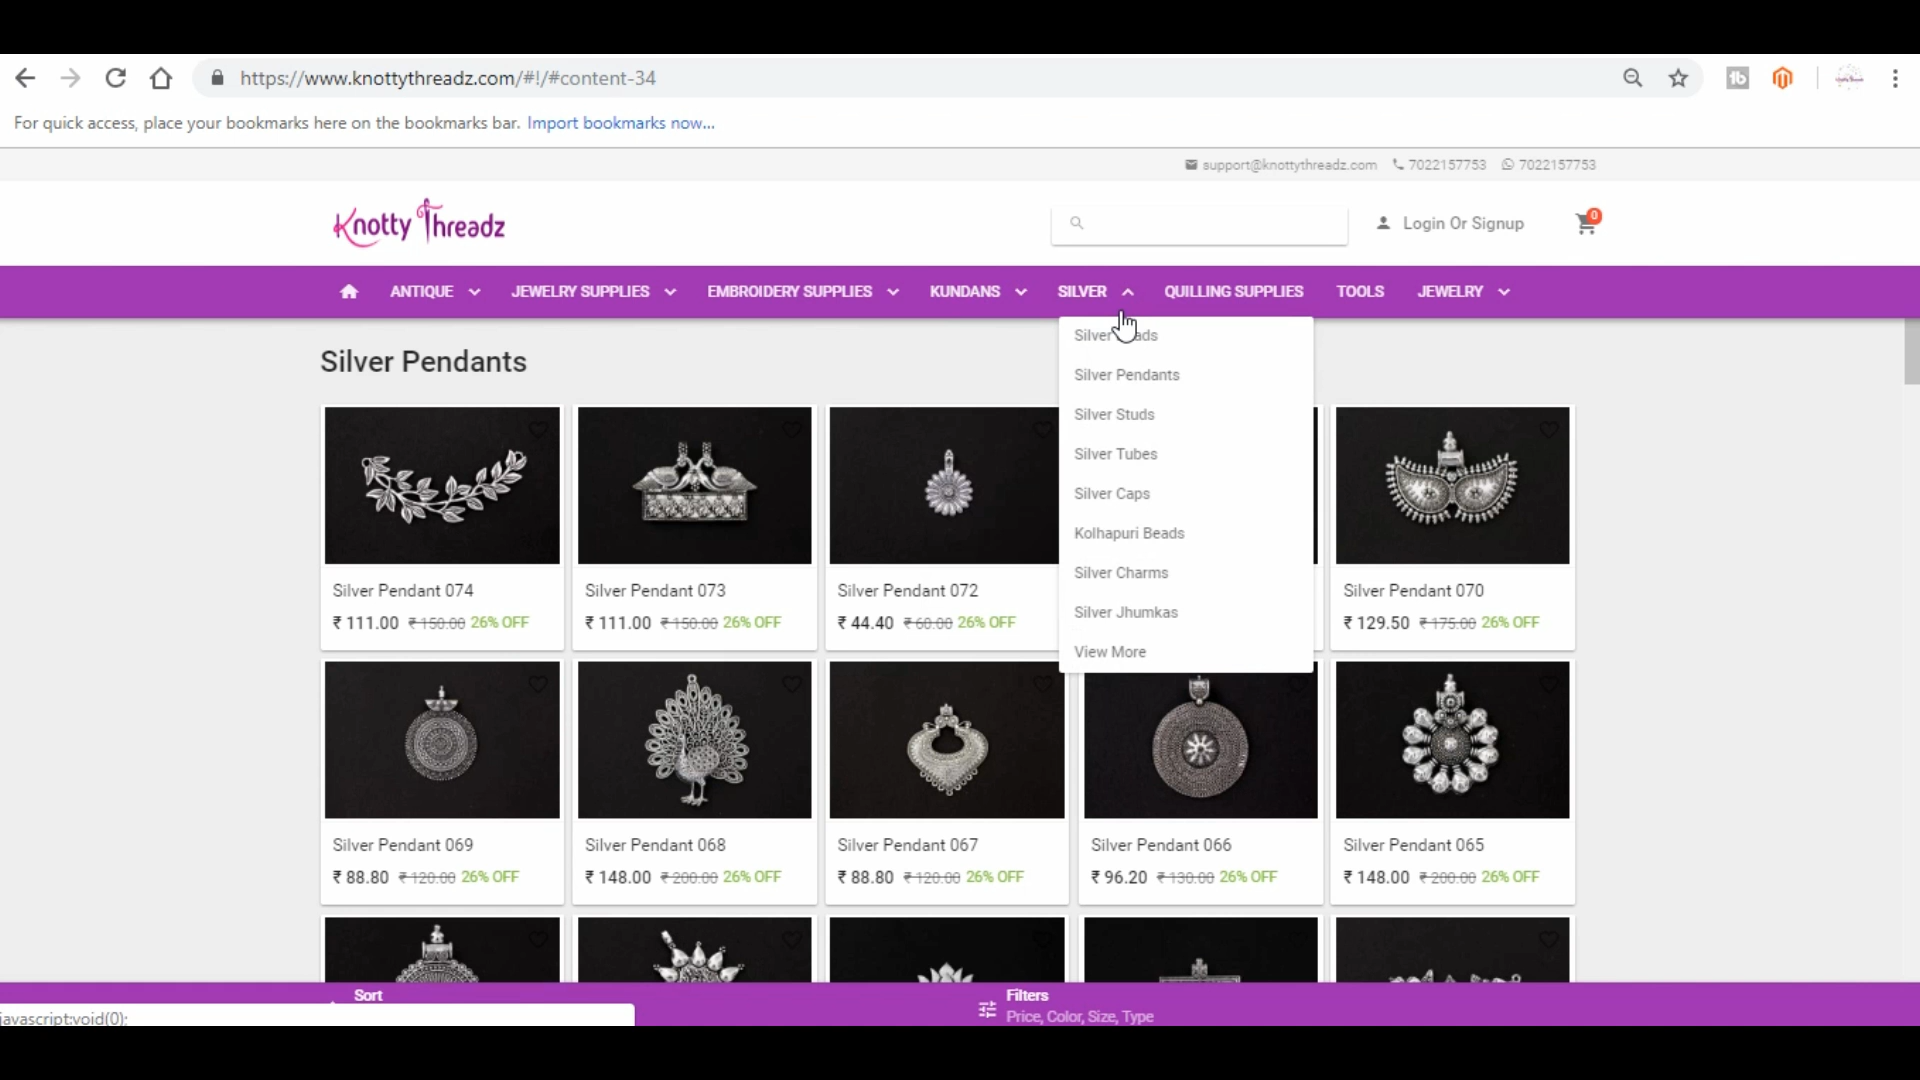 https://www.knottythreadz.com/#!/#content-34
For quick access, place your bookmarks here on the bookmarks bar. Import bookmarks now...
support@knottythreadz.com 7022157753 7022157753
Knotty Threadz
Login Or Signup
0
ANTIQUE JEWELRY SUPPLIES EMBROIDERY SUPPLIES KUNDANS SILVER QUILLING SUPPLIES TOOLS JEWELRY
Silver Pendants
Silver
Silver Pendants
Silver Studs
Silver Tubes
Silver Caps
Kolhapuri Beads
Silver Charms
Silver Jhumkas
View More
Silver Pendant 074
₹ 111.00 ₹ 150.00 26% OFF
Silver Pendant 073
₹ 111.00 ₹ 150.00 26% OFF
Silver Pendant 072
₹ 44.40 ₹ 60.00 26% OFF
Silver Pendant 070
₹ 129.50 ₹ 175.00 26% OFF
Silver Pendant 069
₹ 88.80 ₹ 120.00 26% OFF
Silver Pendant 068
₹ 148.00 ₹ 200.00 26% OFF
Silver Pendant 067
₹ 88.80 ₹ 120.00 26% OFF
Silver Pendant 066
₹ 96.20 ₹ 130.00 26% OFF
Silver Pendant 065
₹ 148.00 ₹ 200.00 26% OFF
Sort
Filters
Price, Color, Size, Type
javascript:void(0);